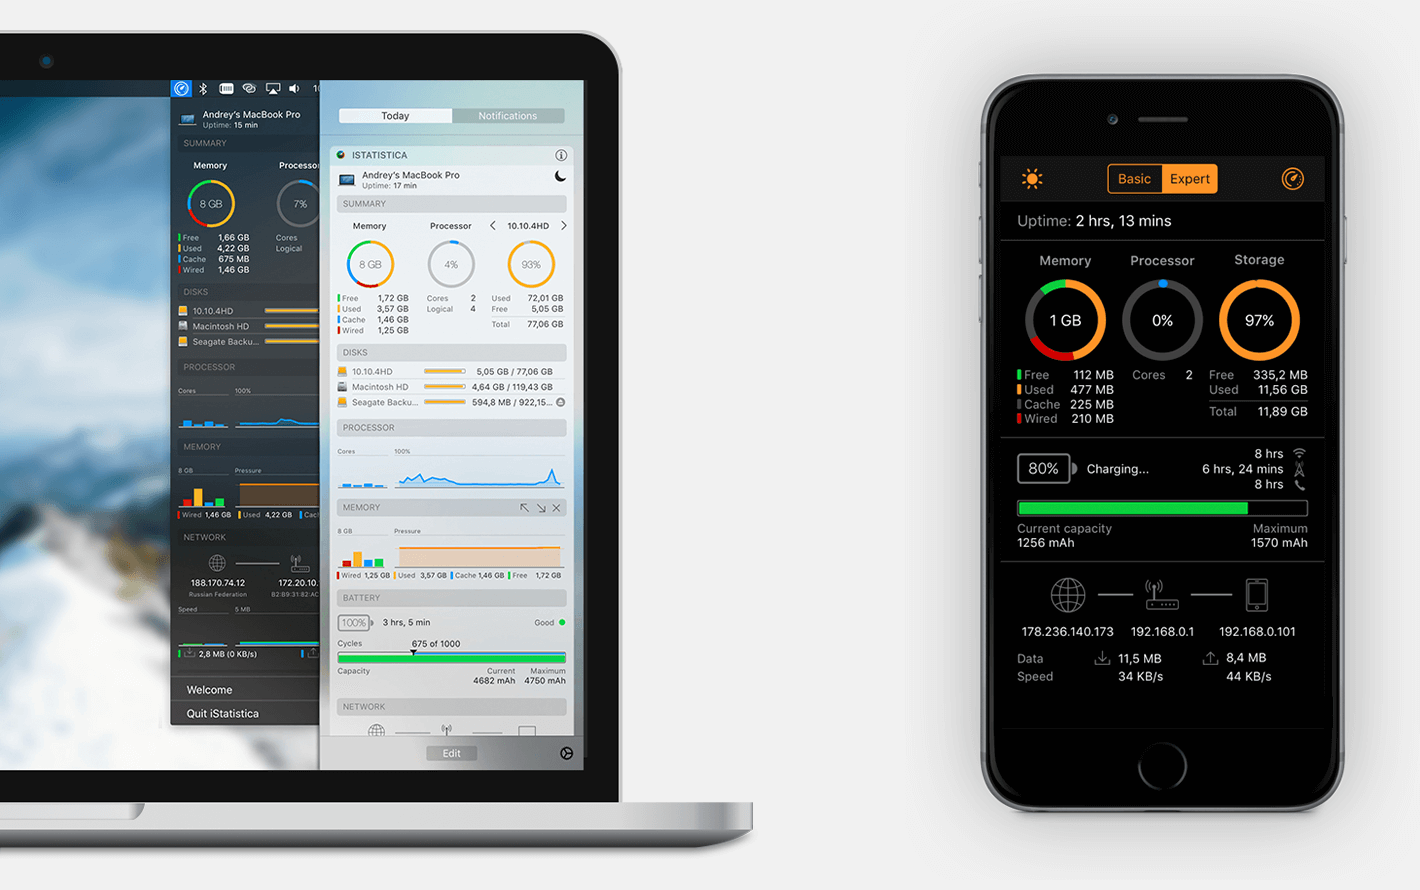 10
Andrey's MacBook Pro
Uptime: 15 min
SUMMARY
Memory Processor
8 GB 7%
Free 1,66 GB Cores
Used 4,22 GB Logical
Cache 675 MB
Wired 1,46 GB
DISKS
10.10.4HD
Macintosh HD
Seagate Backu...
PROCESSOR
Cores 100%
MEMORY
8 GB Pressure
Wired 1,46 GB Used 4,22 GB Cach
NETWORK
188.170.74.12 172.20.10.
Russian Federation B2:B9:31:82:AC
Speed 5 MB
2,8 MB (0 KB/s)
Welcome
Quit iStatistica
Today Notifications
ISTATISTICA
Andrey's MacBook Pro
Uptime: 17 min
SUMMARY
Memory Processor 10.10.4HD
8 GB 4% 93%
Free 1,72 GB Cores 2 Used 72,01 GB
Used 3,57 GB Logical 4 Free 5,05 GB
Cache 1,46 GB
Total 77,06 GB
Wired 1,25 GB
DISKS
10.10.4HD 5,05 GB / 77,06 GB
Macintosh HD 4,64 GB / 119,43 GB
Seagate Backu... 594,8 MB / 922,15...
PROCESSOR
Cores 100%
MEMORY
8 GB Pressure
Wired 1,25 GB Used 3,57 GB Cache 1,46 GB Free 1,72 GB
BATTERY
100% 3 hrs, 5 min Good
Cycles 675 of 1000
Capacity Current Maximum
4682 mAh 4750 mAh
NETWORK
Edit
Basic Expert
Uptime: 2 hrs, 13 mins
Memory Processor Storage
1 GB 0% 97%
Free 112 MB Cores 2 Free 335,2 MB
Used 477 MB Used 11,56 GB
Cache 225 MB
Total 11,89 GB
Wired 210 MB
8 hrs
80% Charging... 6 hrs, 24 mins
8 hrs
Current capacity Maximum
1256 mAh 1570 mAh
178.236.140.173 192.168.0.1 192.168.0.101
Data 11,5 MB 8,4 MB
Speed 34 KB/s 44 KB/s